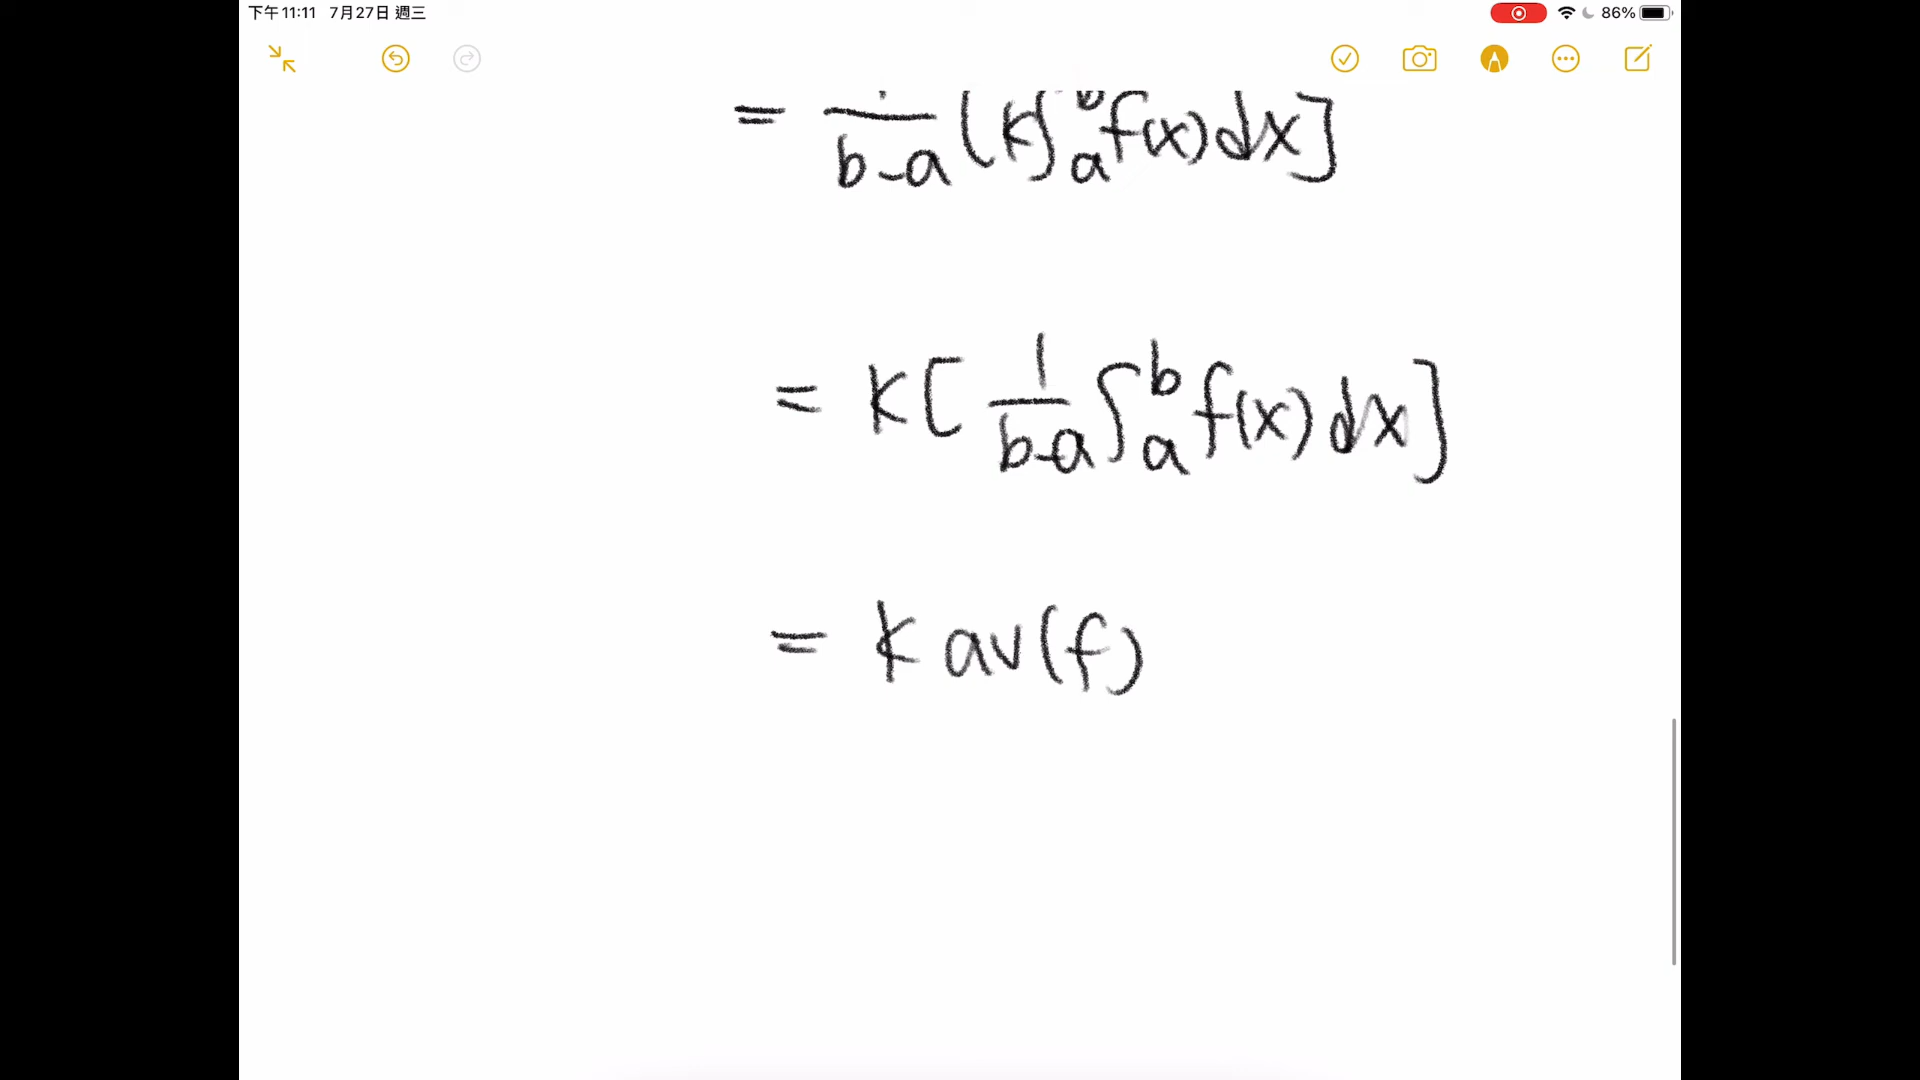 下午11:11 7月27日 週三 86%
= 1/b-a (k∫_a^b f(x)dx]
= k[1/b-a ∫_a^b f(x)dx]
= k av(f)